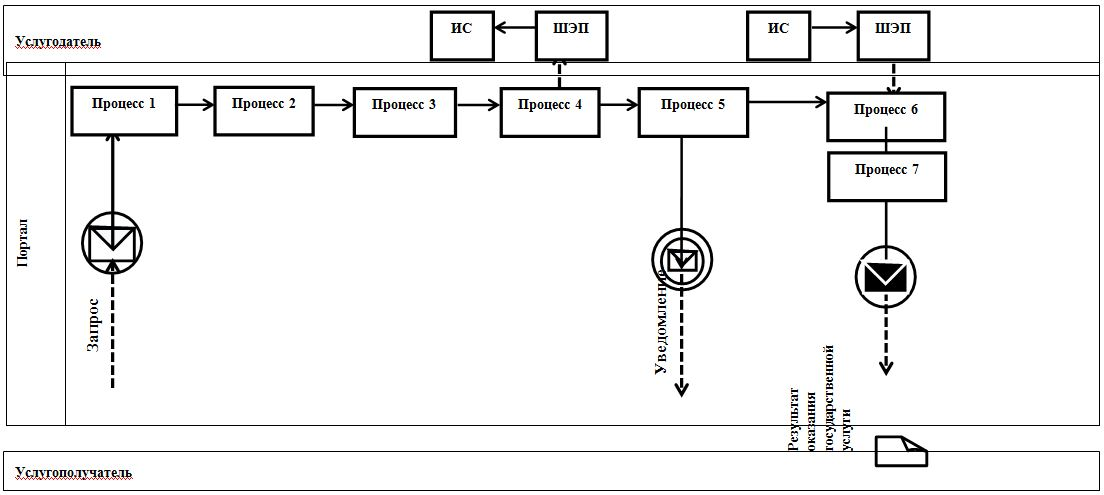 ИС
ШЭП
ИС
ШЭП
Услугодатель
Процесс 1
Процесс 2
Процесс 3
Процесс 4
Процесс 5
Процесс 6
Процесс 7
Портал
Запрос
Уведомление
Результат
оказания
государственной
услуги
Услугополучатель